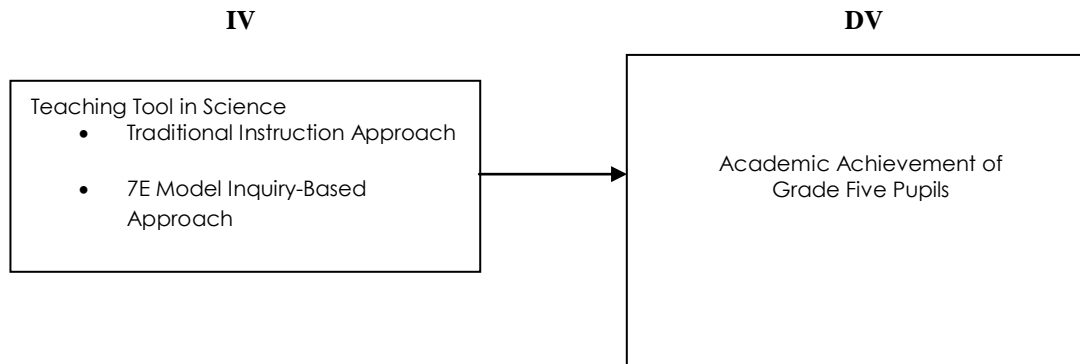 IV
DV
Teaching Tool in Science
• Traditional Instruction Approach
• 7E Model Inquiry-Based
Approach
Academic Achievement of
Grade Five Pupils